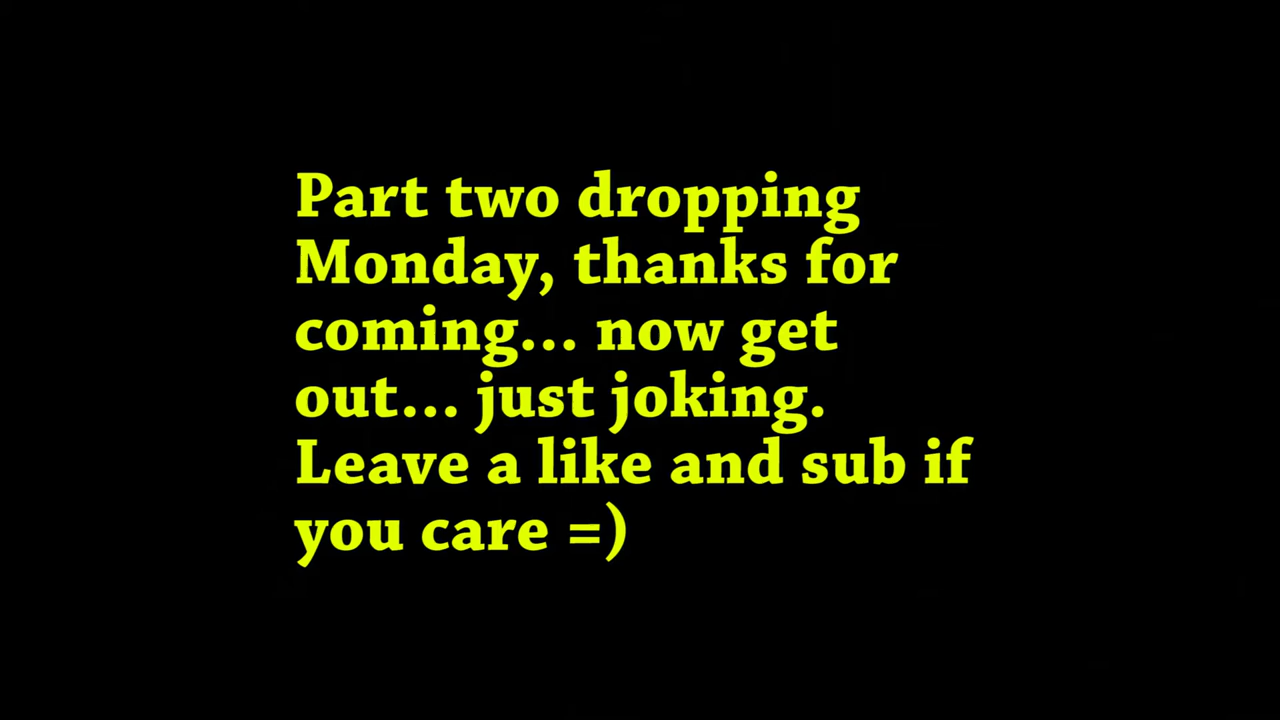 Part two dropping
Monday, thanks for
coming... now get
out... just joking.
Leave a like and sub if
you care =)